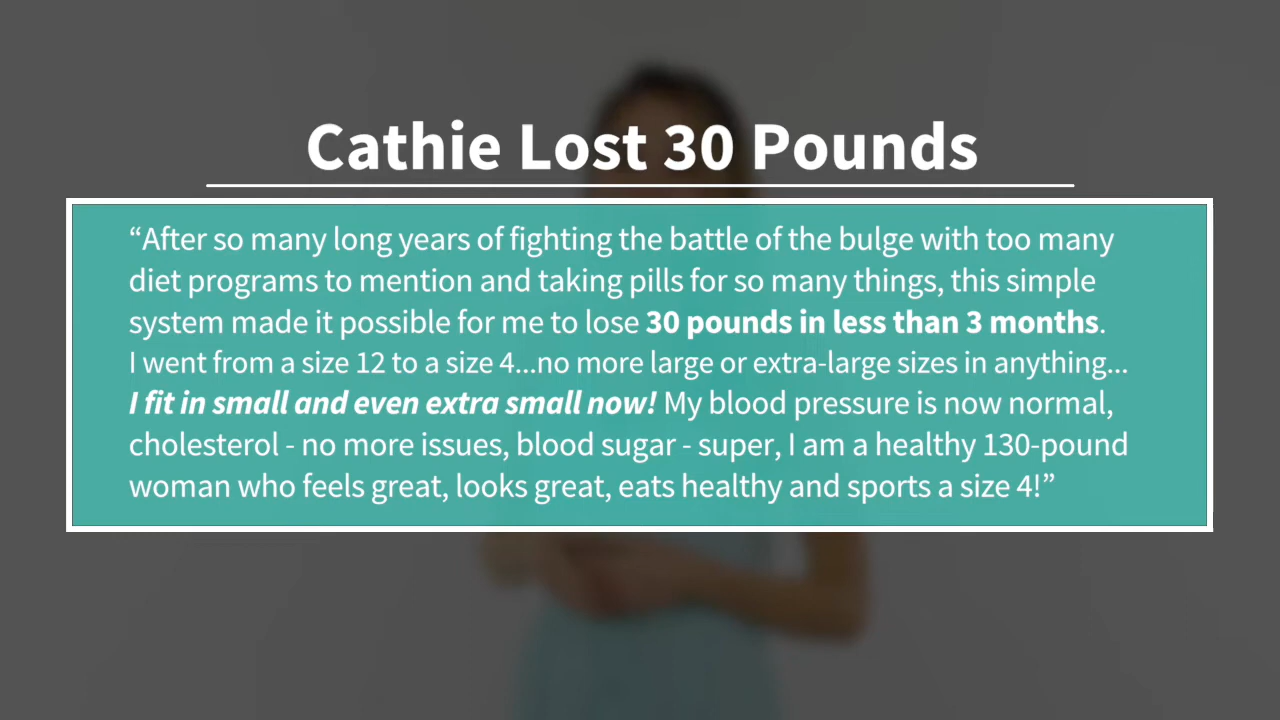 Cathie Lost 30 Pounds
“After so many long years of fighting the battle of the bulge with too many
diet programs to mention and taking pills for so many things, this simple
system made it possible for me to lose 30 pounds in less than 3 months.
I went from a size 12 to a size 4...no more large or extra-large sizes in anything...
I fit in small and even extra small now! My blood pressure is now normal,
cholesterol - no more issues, blood sugar - super, I am a healthy 130-pound
woman who feels great, looks great, eats healthy and sports a size 4!”